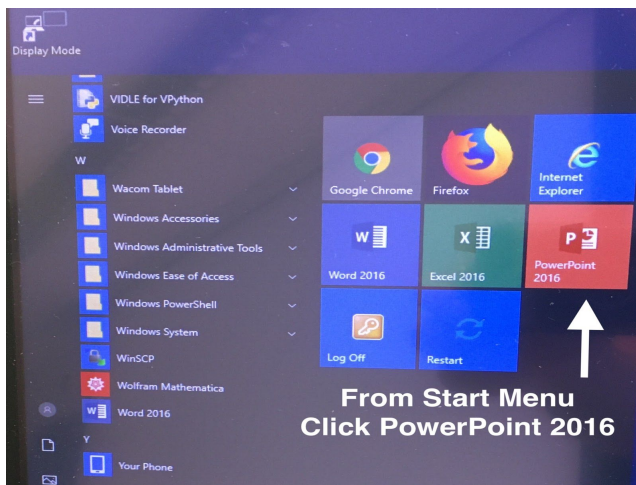 Display Mode
VIDLE for VPython
Voice Recorder
W
Wacom Tablet
Windows Accessories
Windows Administrative Tools
Windows Ease of Access
Windows PowerShell
Windows System
WinSCP
Wolfram Mathematica
Word 2016
Y
Your Phone
Google Chrome
Firefox
Internet
Explorer
Word 2016
Excel 2016
PowerPoint
2016
Log Off
Restart
From Start Menu
Click PowerPoint 2016